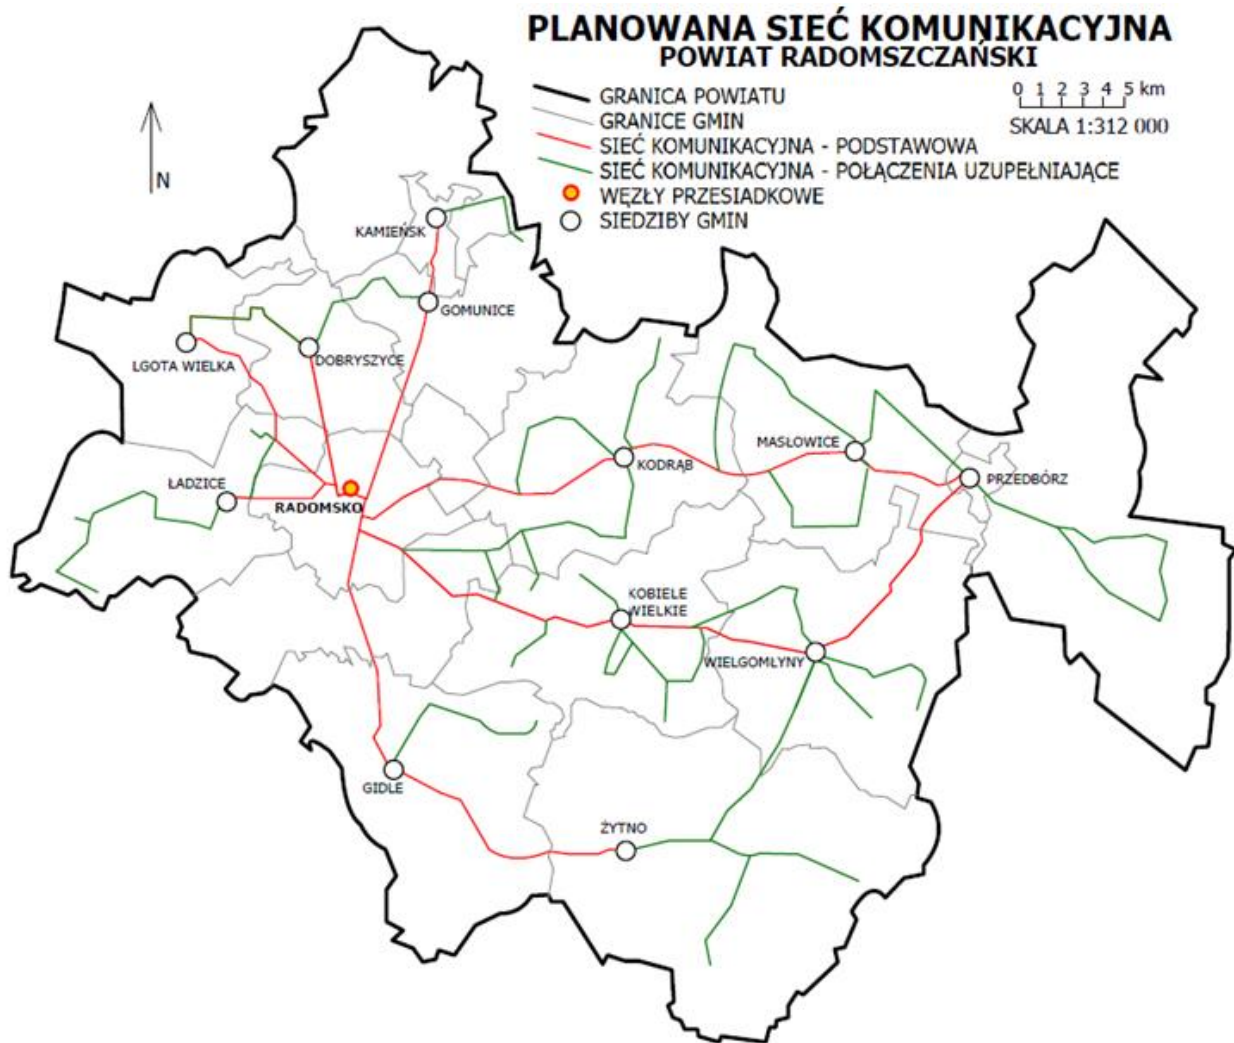 PLANOWANA SIEĆ KOMUNIKACYJNA
POWIAT RADOMSZCZAŃSKI
GRANICA POWIATU
GRANICE GMIN
SIEĆ KOMUNIKACYJNA - PODSTAWOWA
SIEĆ KOMUNIKACYJNA - POŁĄCZENIA UZUPEŁNIAJĄCE
WĘZŁY PRZESIADKOWE
SIEDZIBY GMIN
0 1 2 3 4 5 km
SKALA 1:312 000
N
KAMIEŃSK
GOMUNICE
LGOTA WIELKA
DOBRYSZYCE
MASŁOWICE
KODRĄB
PRZEDBÓRZ
ŁADZICE
RADOMSKO
KOBIELE
WIELKIE
WIELGOMŁYNY
GIDLE
ŻYTNO